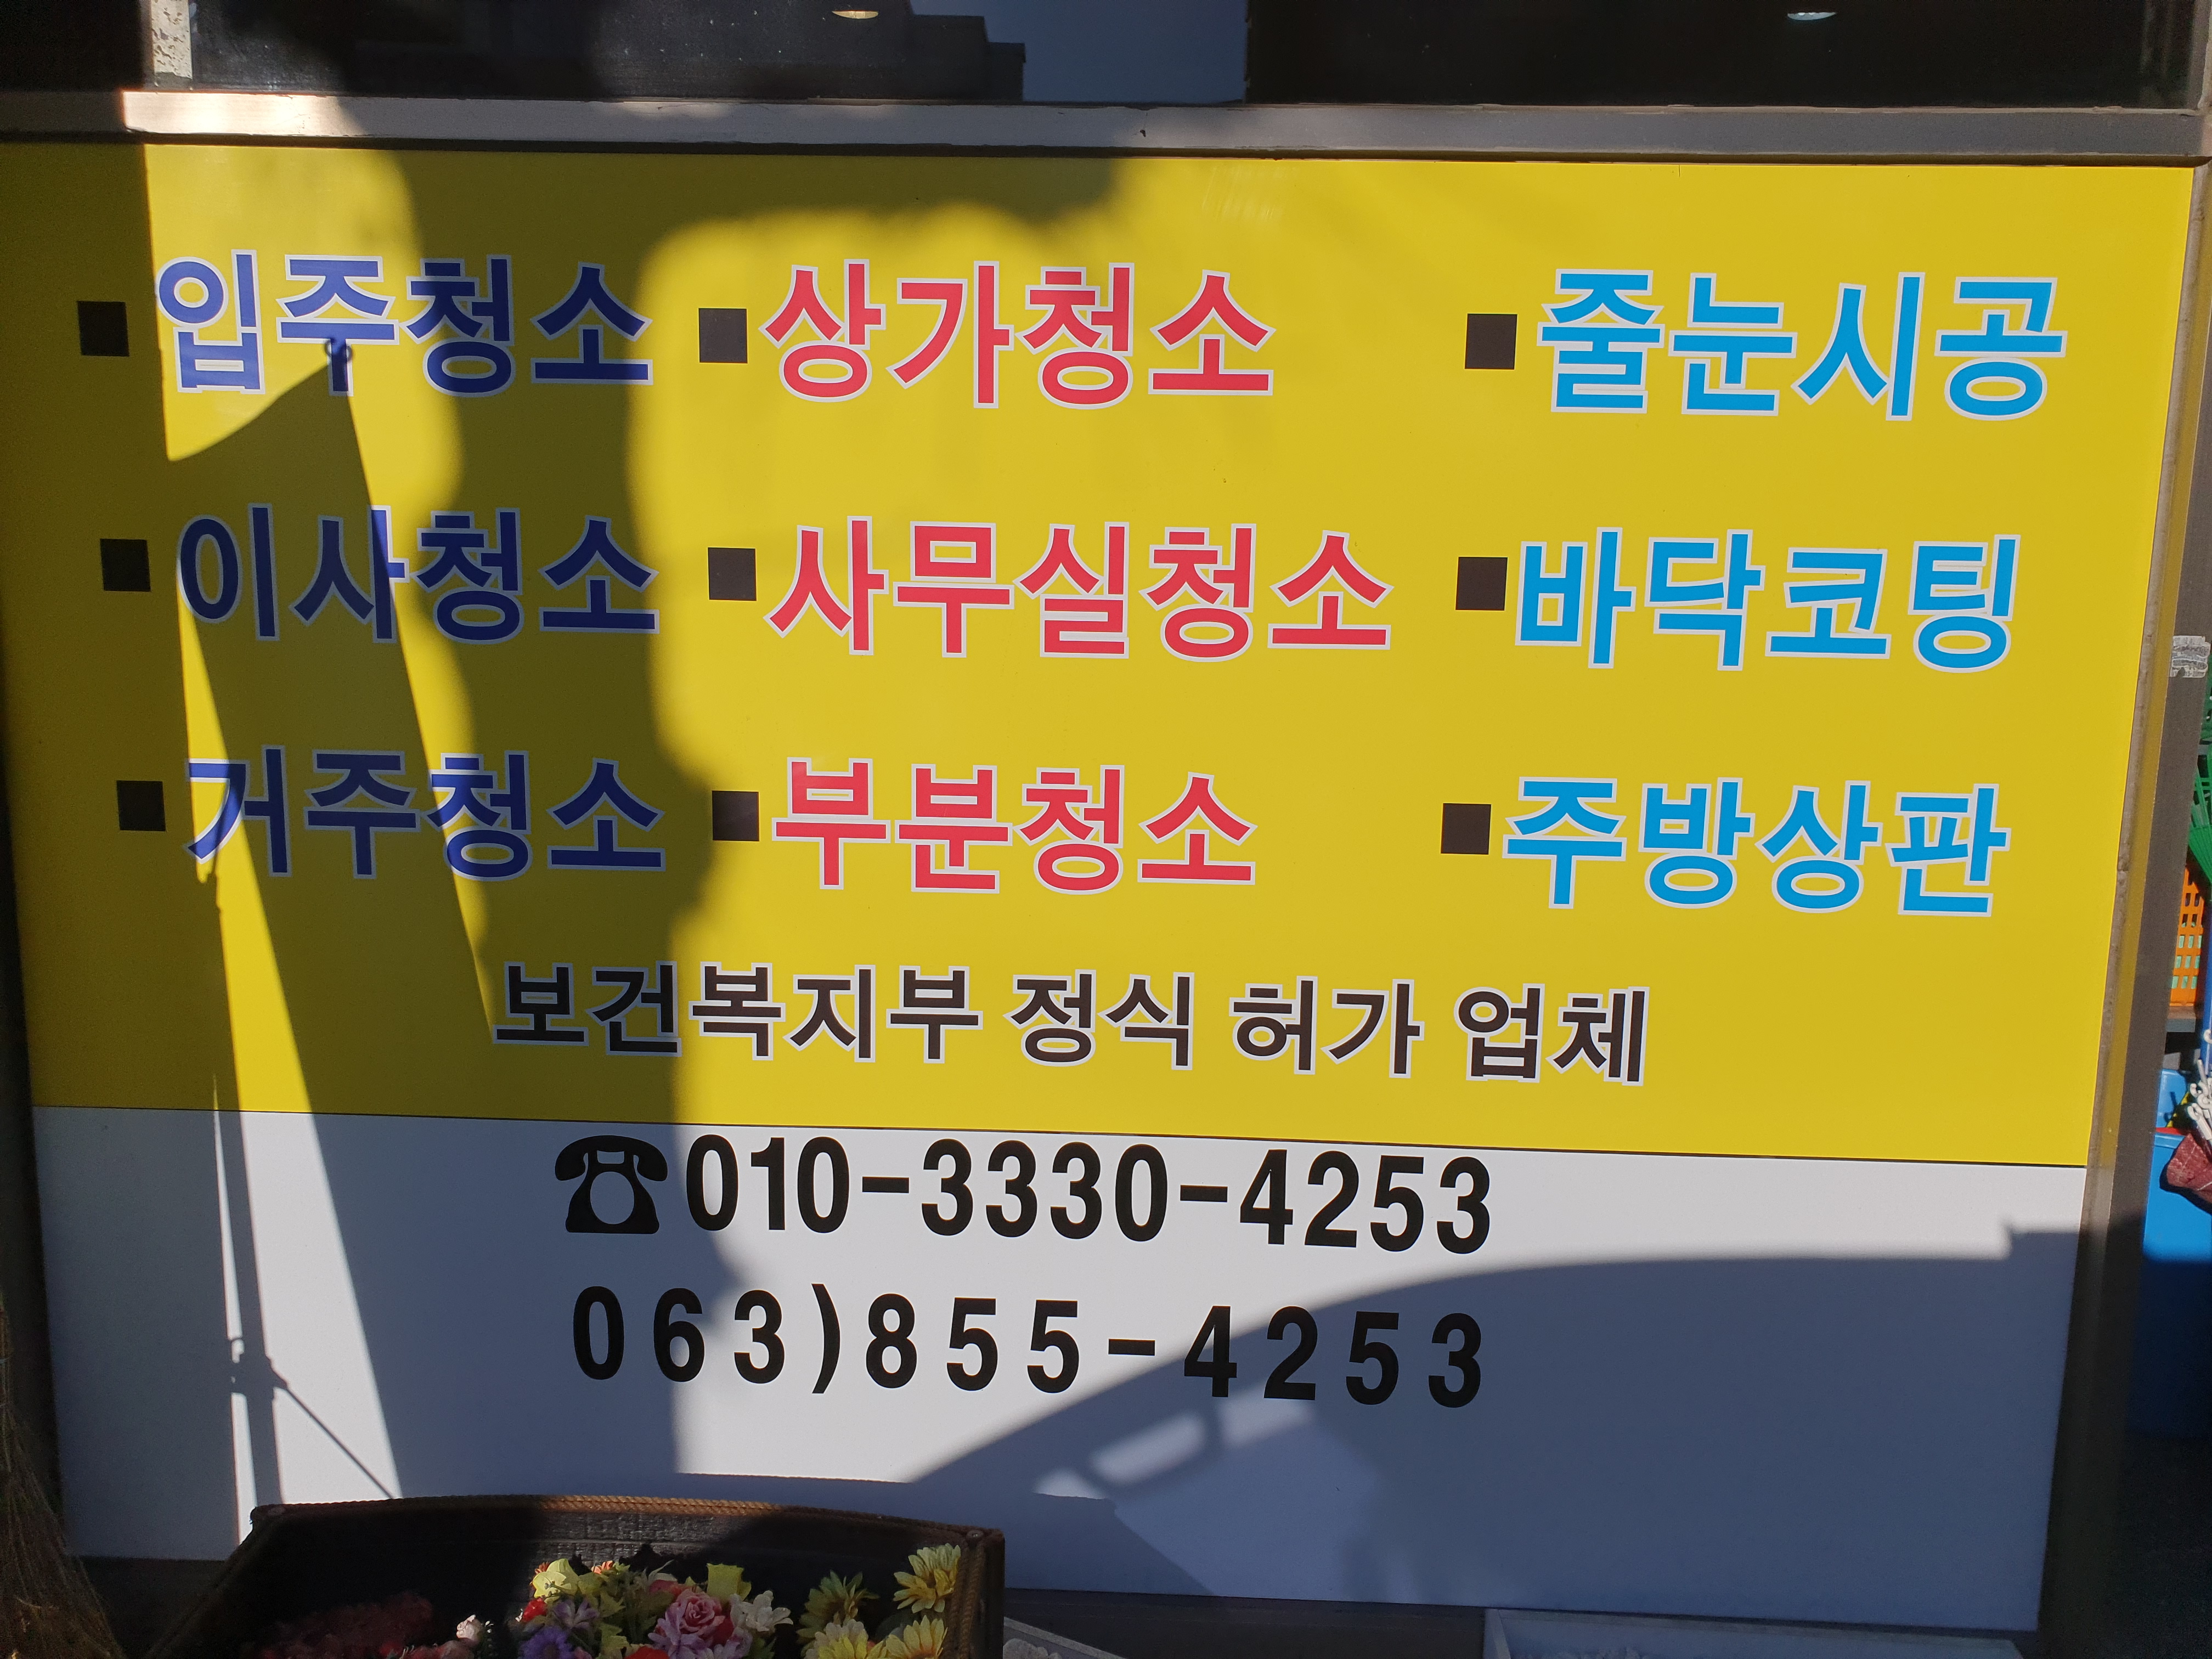 ■ 입주청소 ■ 상가청소 ■ 줄눈시공
■ 이사청소 ■ 사무실청소 ■ 바닥코팅
■ 거주청소 ■ 부분청소 ■ 주방상판
보건복지부 정식 허가 업체
☎010-3330-4253
063)855-4253